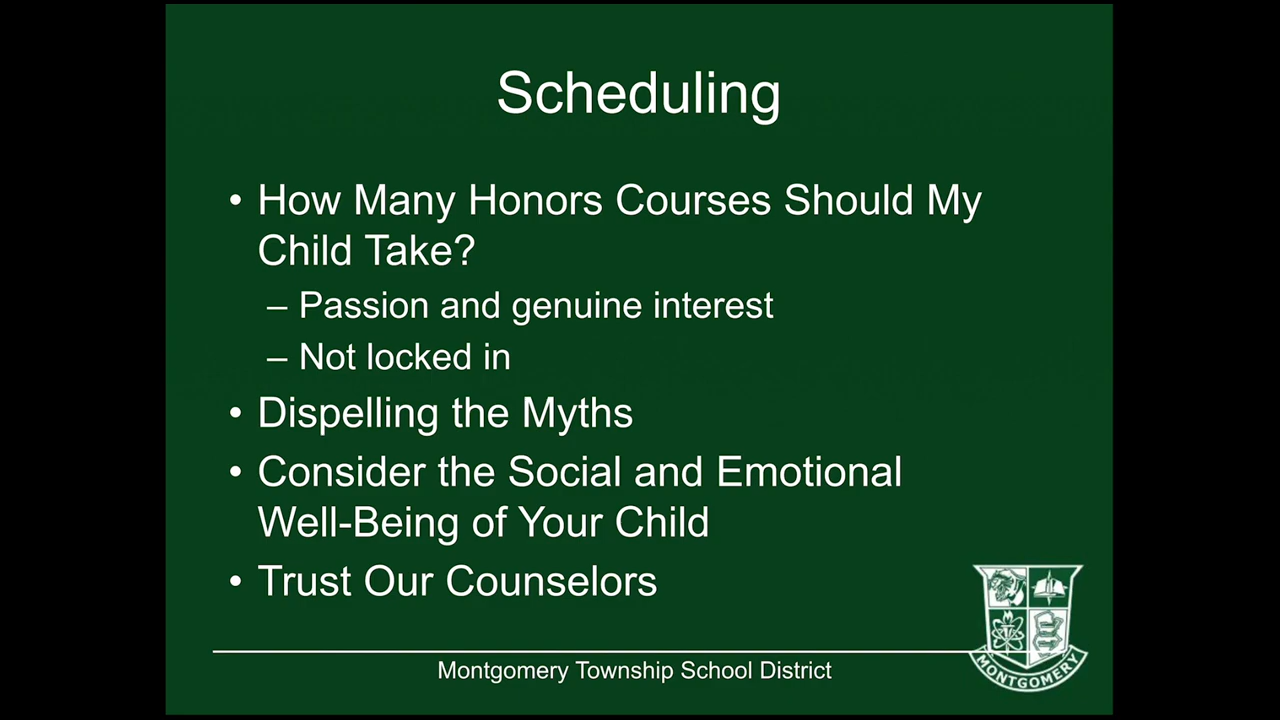 Scheduling
• How Many Honors Courses Should My
Child Take?
– Passion and genuine interest
– Not locked in
• Dispelling the Myths
• Consider the Social and Emotional
Well-Being of Your Child
• Trust Our Counselors
Montgomery Township School District
MONTGOMERY